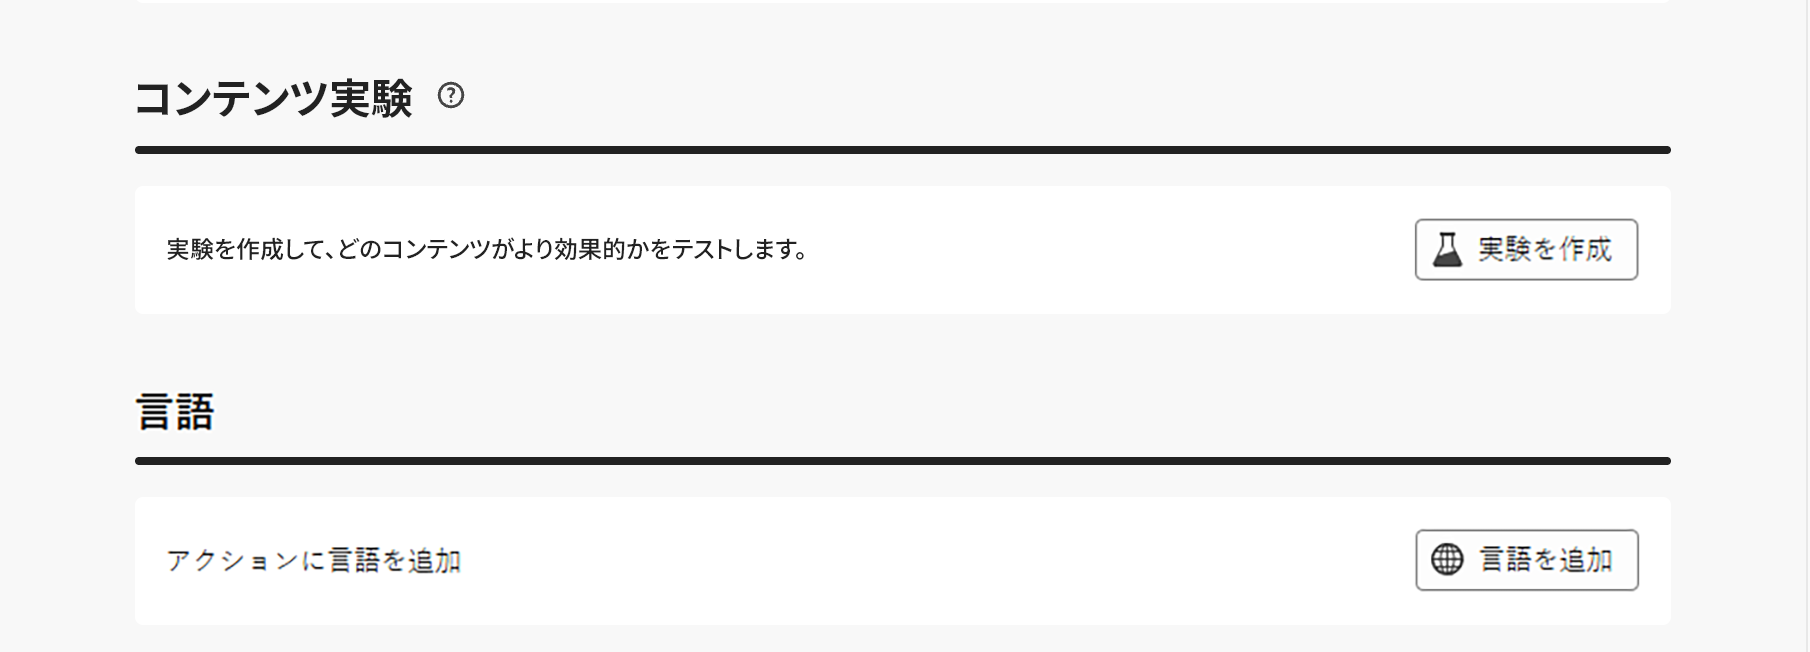 コンテンツ実験
実験を作成して、どのコンテンツがより効果的かをテストします。
実験を作成
言語
アクションに言語を追加
言語を追加